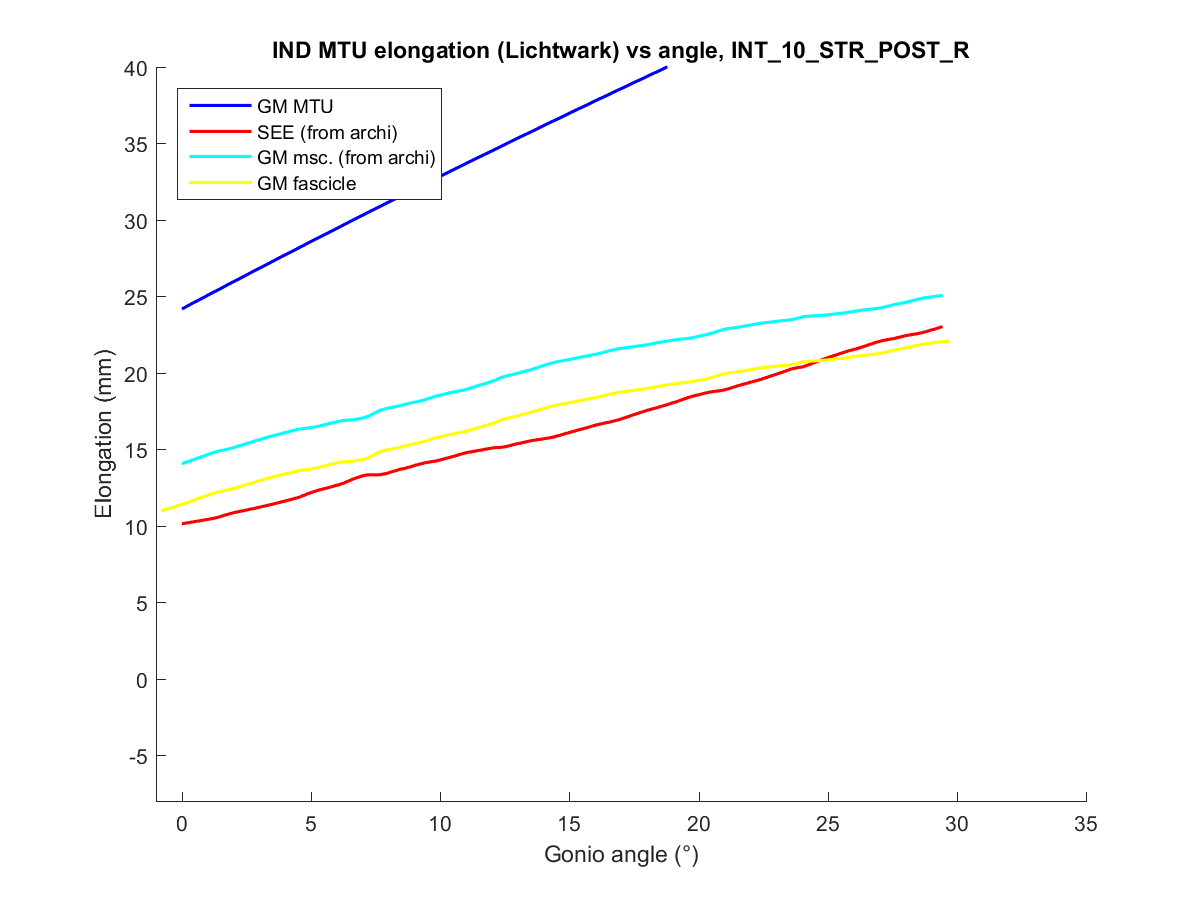 IND MTU elongation (Lichtwark) vs angle, INT_10_STR_POST_R
GM MTU
SEE (from archi)
GM msc. (from archi)
GM fascicle
Elongation (mm)
40
35
30
25
20
15
10
5
0
-5
0 5 10 15 20 25 30 35
Gonio angle (°)